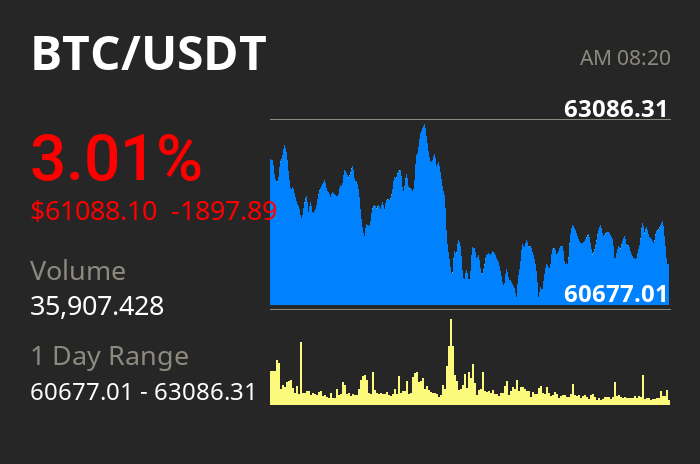 BTC/USDT
AM 08:20
63086.31
3.01%
$61088.10 -1897.89
Volume
35,907.428
60677.01
1 Day Range
60677.01 - 63086.31